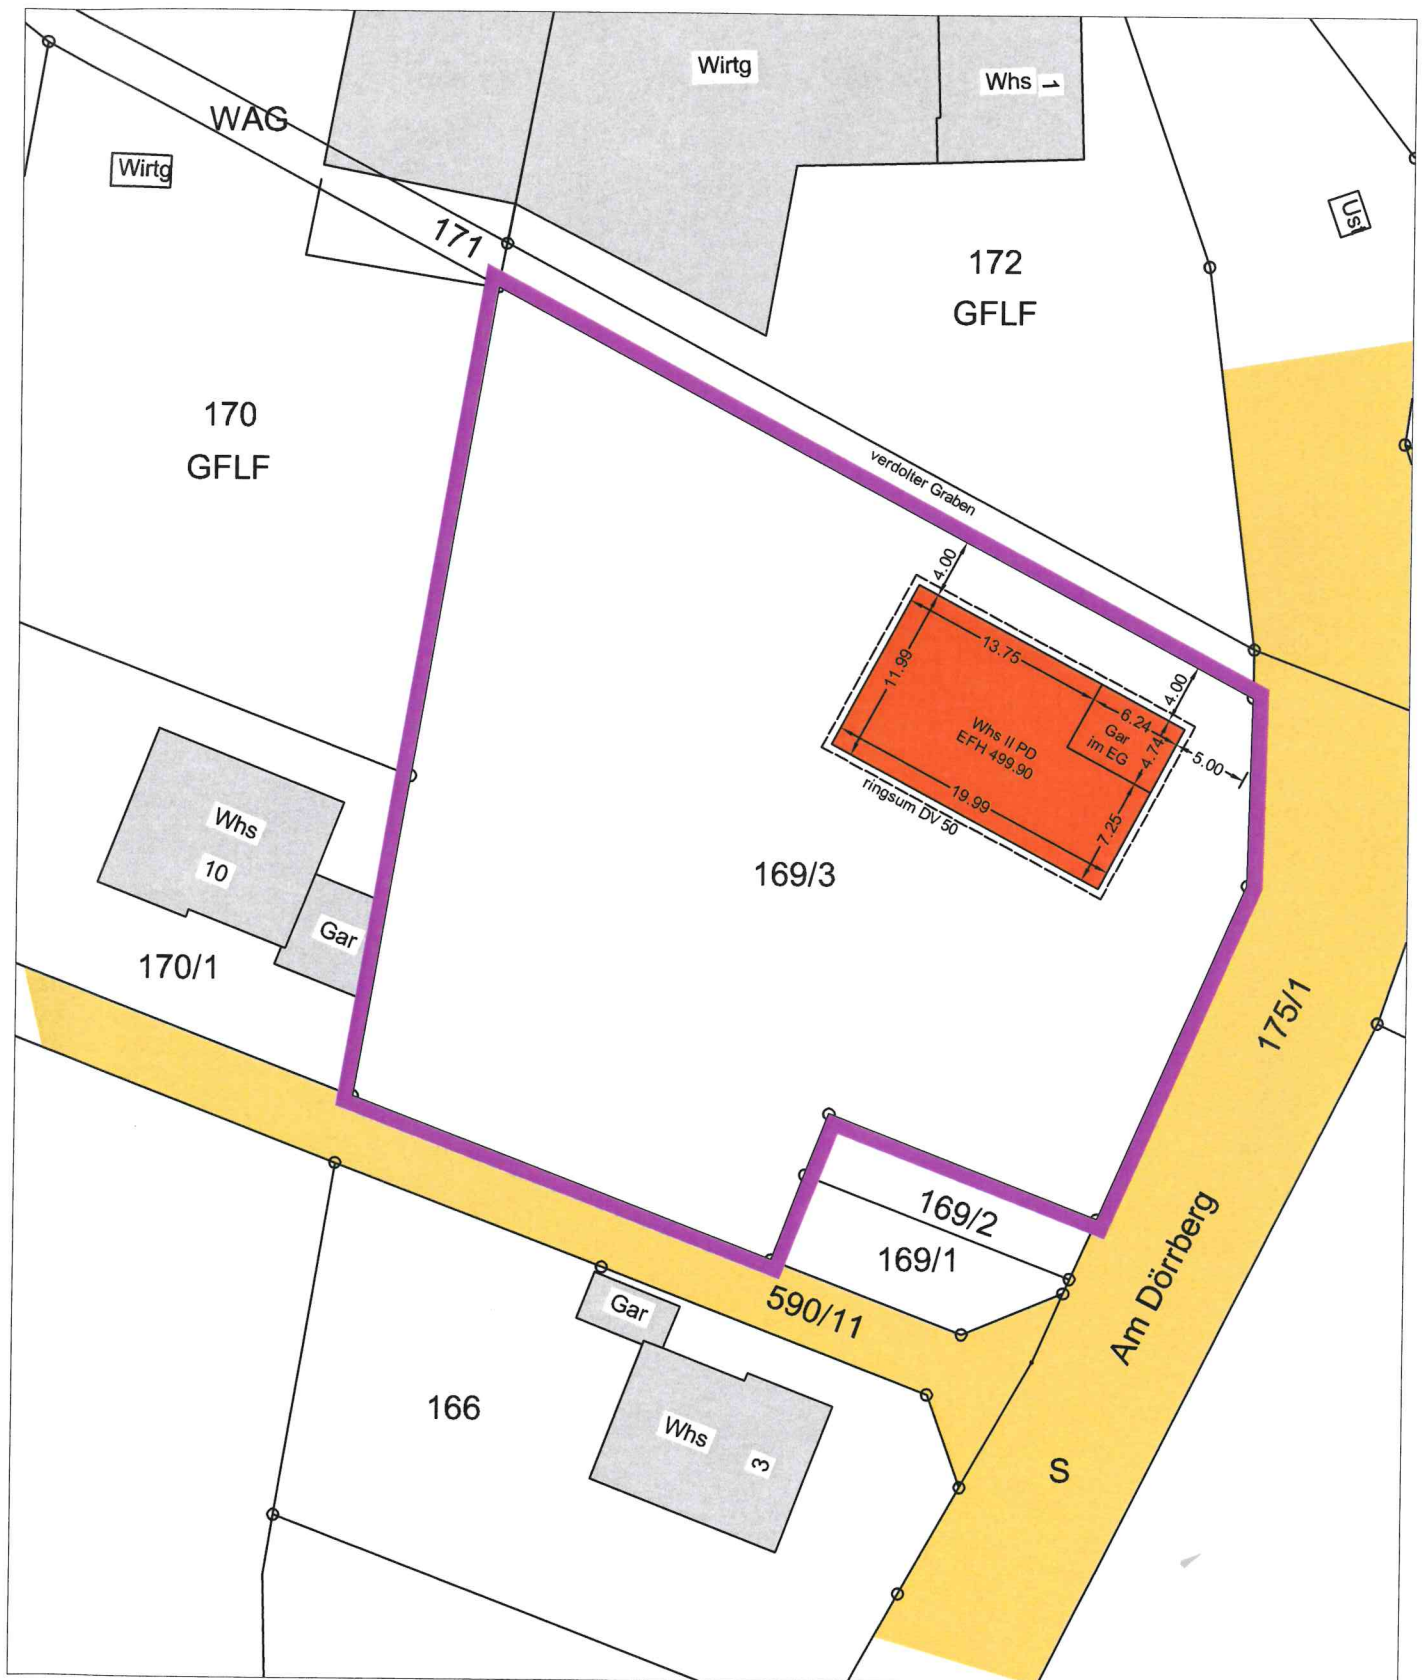 Wirtg
Whs 1
WAG
Wirtg
Ust
171
172
GFLF
170
GFLF
verdolter Graben
4.00
13.75
11.99
4.00
6.24
Gar
im EG
4.74
5.00
Whs II PD
EFH 499.90
19.99
7.25
ringsum DV 50
Whs
10
169/3
Gar
170/1
175/1
169/2
169/1
Am Dörrberg
590/11
Gar
166
Whs
3
S